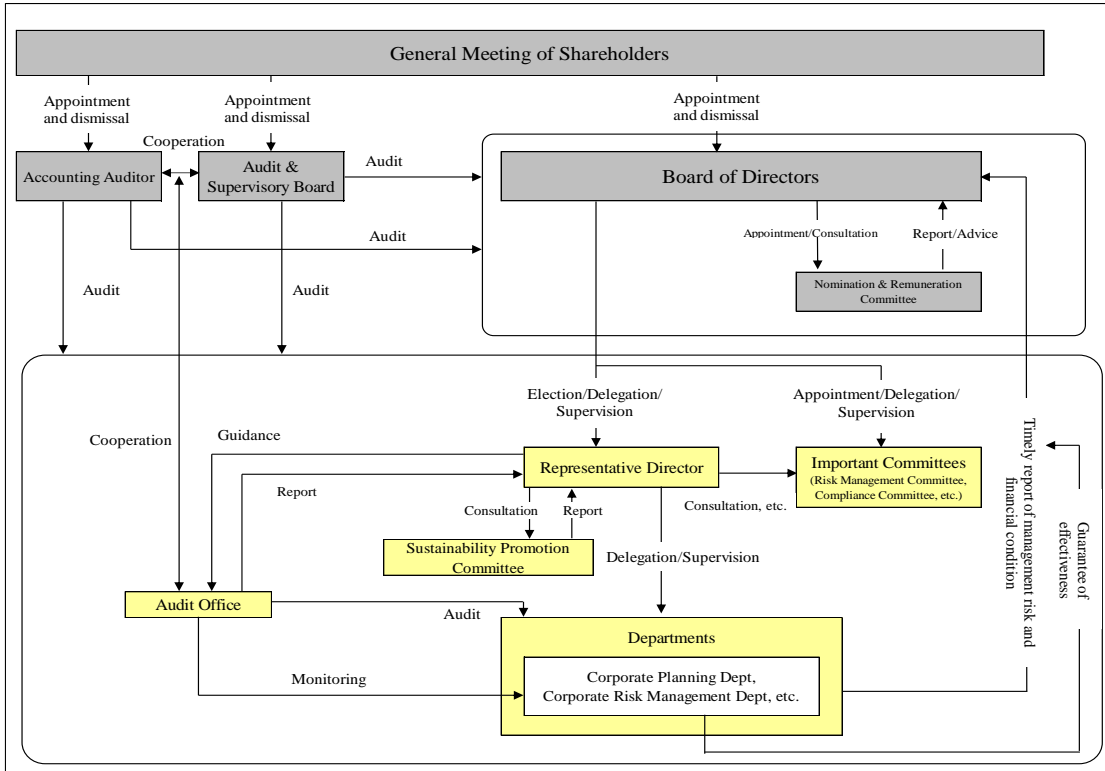 General Meeting of Shareholders
Appointment
and dismissal
Appointment
and dismissal
Appointment
and dismissal
Cooperation
Accounting Auditor
Audit &
Supervisory Board
Audit
Board of Directors
Audit
Appointment/Consultation
Report/Advice
Nomination & Remuneration
Committee
Audit
Audit
Election/Delegation/
Supervision
Appointment/Delegation/
Supervision
Cooperation
Guidance
Representative Director
Important Committees
(Risk Management Committee,
Compliance Committee, etc.)
Report
Consultation
Report
Consultation, etc.
Sustainability Promotion
Committee
Delegation/Supervision
Timely report of management risk and
financial condition
Guarantee of
effectiveness
Audit Office
Audit
Departments
Monitoring
Corporate Planning Dept,
Corporate Risk Management Dept, etc.